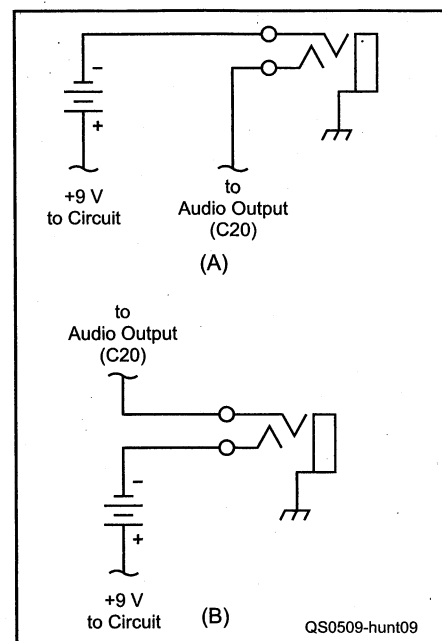 −
+
+9 V
to Circuit
to
Audio Output
(C20)
(A)
to
Audio Output
(C20)
−
+
+9 V
to Circuit
(B)
QS0509-hunt09